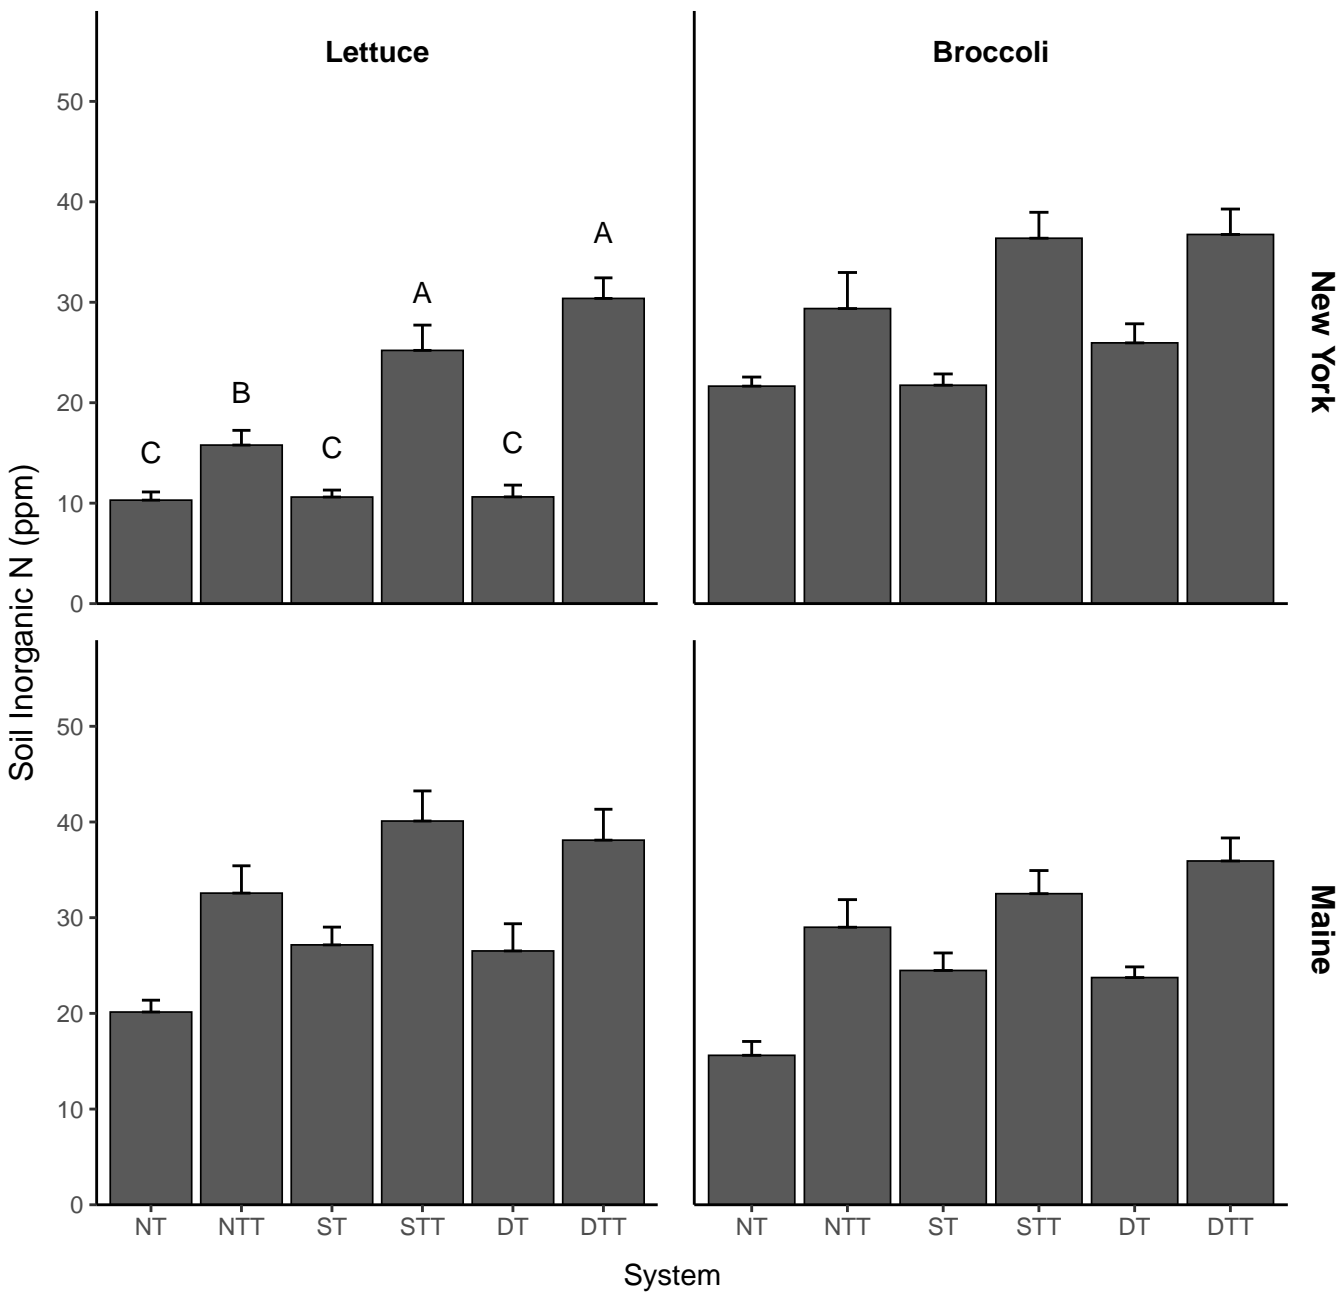 Lettuce
Broccoli
50
40
30
20
10
0
A
A
B
C
C
C
New York
Soil Inorganic N (ppm)
50
40
30
20
10
0
Maine
NT NTT ST STT DT DTT
NT NTT ST STT DT DTT
System